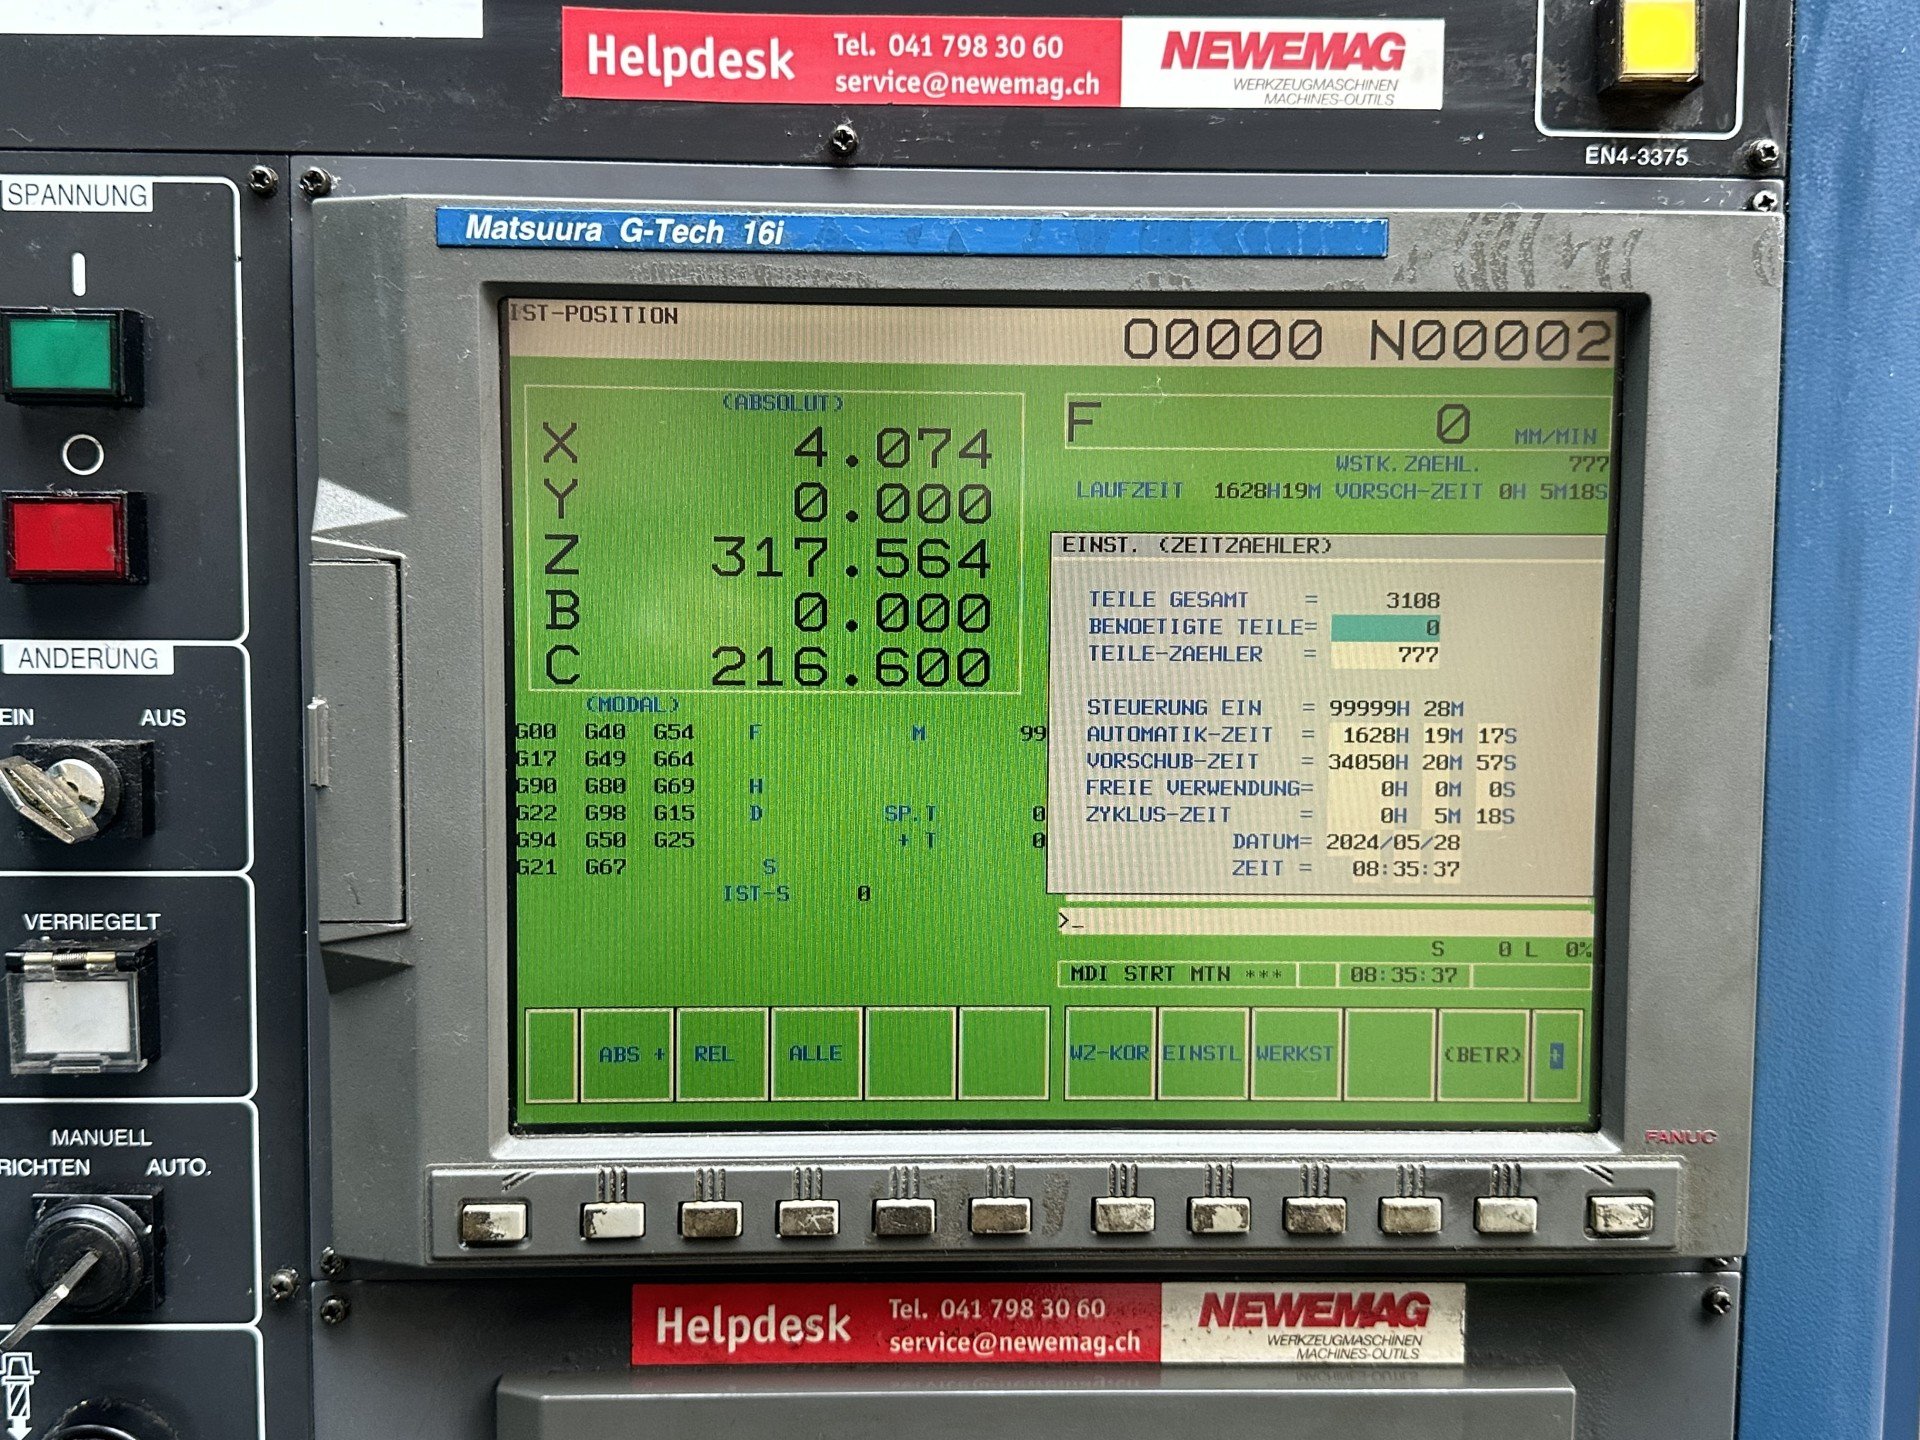 Helpdesk Tel. 041 798 30 60
service@newemag.ch
NEWEMAG
WERKZEUGMASCHINEN
MACHINES-OUTILS
EN4-3375
SPANNUNG
Matsuura G-Tech 16i
IST-POSITION
O0000 N00002
(ABSOLUT)
X 4.074
Y 0.000
Z 317.564
B 0.000
C 216.600
F 0 MM/MIN
WSTK.ZAEHL. 777
LAUFZEIT 1628H19M VORSCH-ZEIT 0H 5M18S
EINST. (ZEITZAEHLER)
TEILE GESAMT = 3108
BENOETIGTE TEILE= 0
TEILE-ZAEHLER = 777
STEUERUNG EIN = 99999H 28M
AUTOMATIK-ZEIT = 1628H 19M 17S
VORSCHUB-ZEIT = 34050H 20M 57S
FREIE VERWENDUNG= 0H 0M 0S
ZYKLUS-ZEIT = 0H 5M 18S
DATUM= 2024/05/28
ZEIT = 08:35:37
(MODAL)
G00 G40 G54 F M 99
G17 G49 G64
G90 G80 G69 H
G22 G98 G15 D SP.T 0
G94 G50 G25 + T 0
G21 G67 S
IST-S 0
>_
S 0 L 0%
MDI STRT MTN *** 08:35:37
ABS + REL ALLE WZ-KOR EINSTL WERKST (BETR) +
FANUC
ANDERUNG
EIN AUS
VERRIEGELT
MANUELL
RICHTEN AUTO.
Helpdesk Tel. 041 798 30 60
service@newemag.ch
NEWEMAG
WERKZEUGMASCHINEN
MACHINES-OUTILS